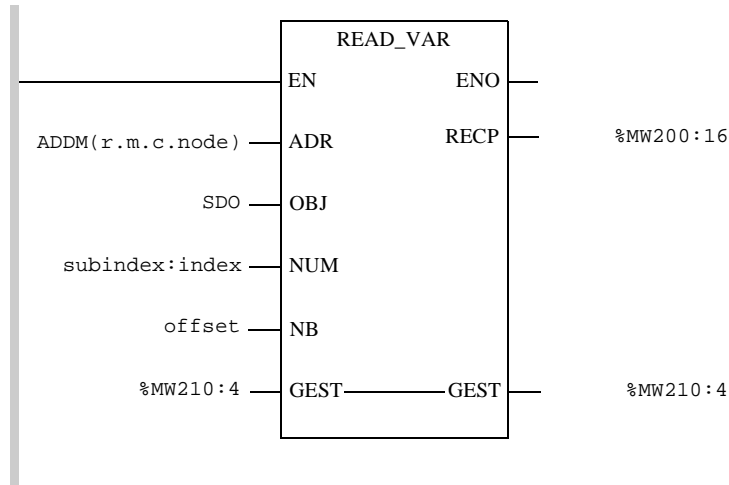 READ_VAR
EN ENO
ADDM(r.m.c.node) ADR RECP %MW200:16
SDO OBJ
subindex:index NUM
offset NB
%MW210:4 GEST GEST %MW210:4